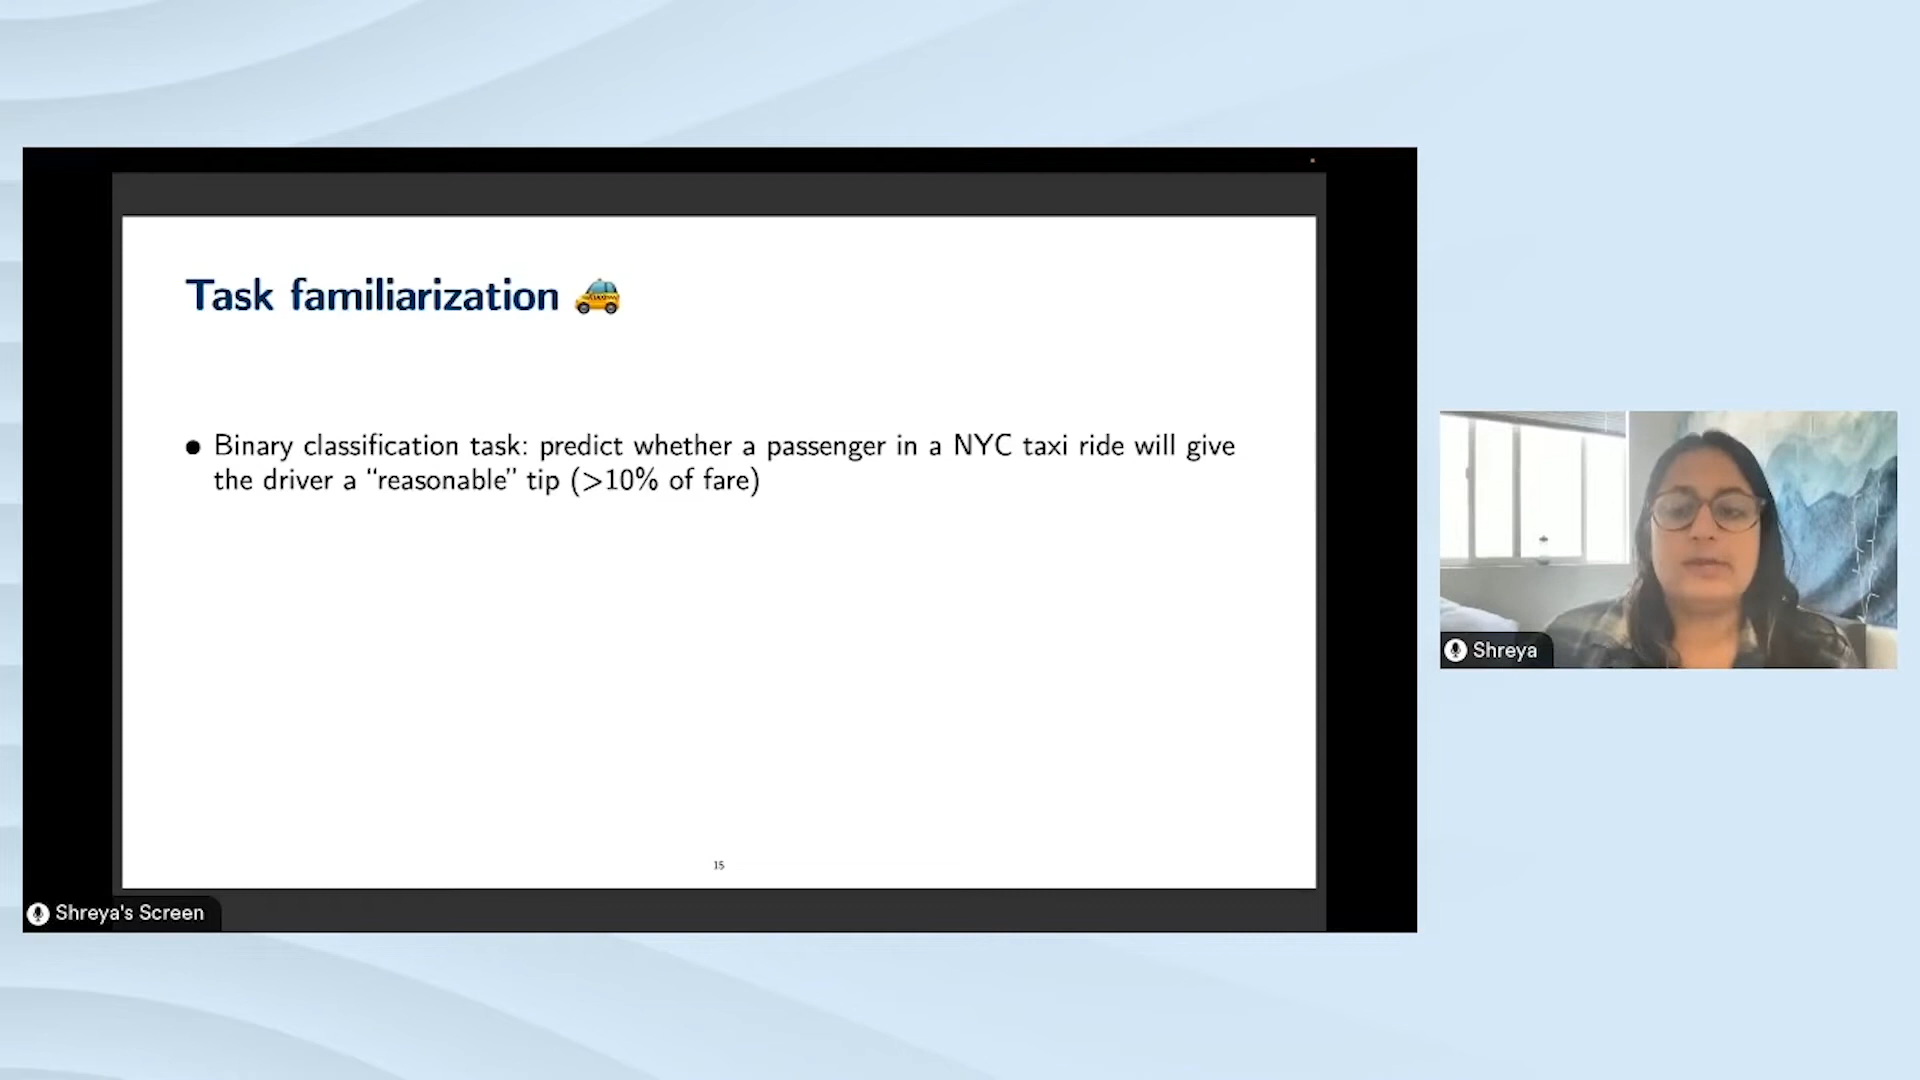 Task familiarization
● Binary classification task: predict whether a passenger in a NYC taxi ride will give
the driver a “reasonable” tip (>10% of fare)
15
Shreya's Screen
Shreya